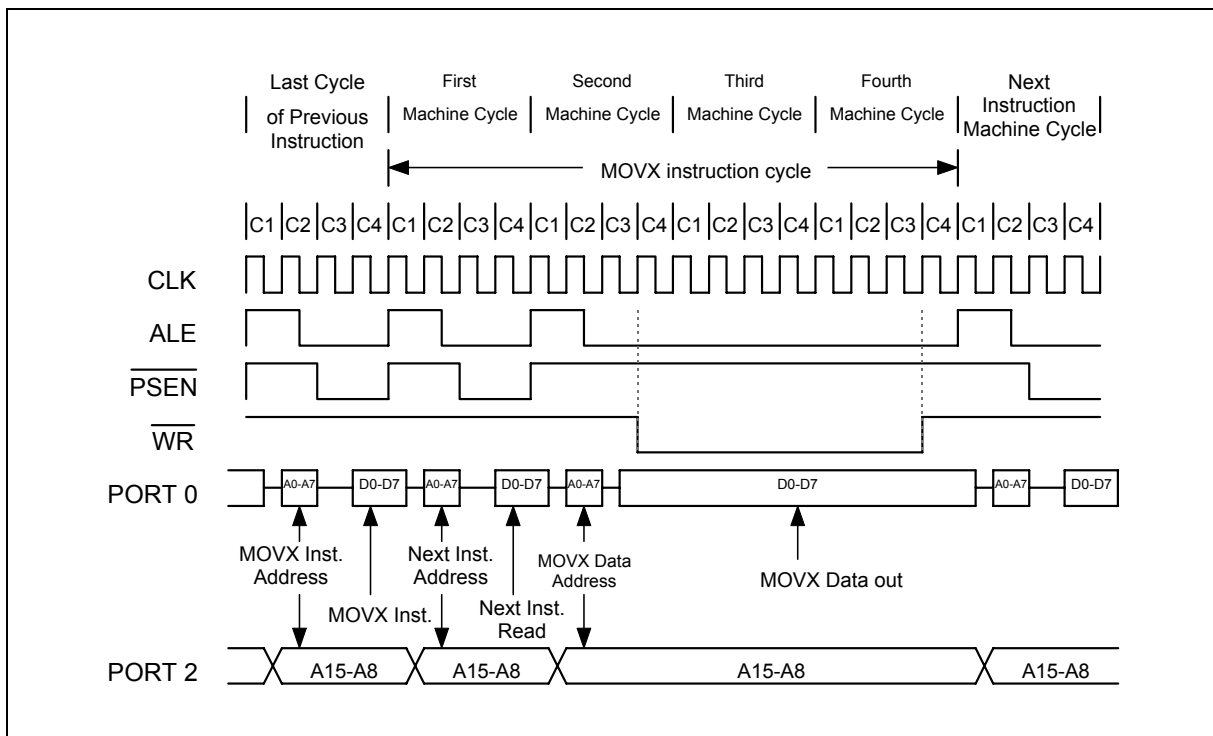 Last Cycle
of Previous
Instruction
First
Machine Cycle
Second
Machine Cycle
Third
Machine Cycle
Fourth
Machine Cycle
Next
Instruction
Machine Cycle
MOVX instruction cycle
C1 C2 C3 C4 C1 C2 C3 C4 C1 C2 C3 C4 C1 C2 C3 C4 C1 C2 C3 C4 C1 C2 C3 C4
CLK
ALE
PSEN
WR
PORT 0
A0-A7 D0-D7 A0-A7 D0-D7 A0-A7 D0-D7 A0-A7 D0-D7
MOVX Inst.
Address
MOVX Inst.
Next Inst.
Address
Next Inst.
Read
MOVX Data
Address
MOVX Data out
PORT 2
A15-A8 A15-A8 A15-A8 A15-A8